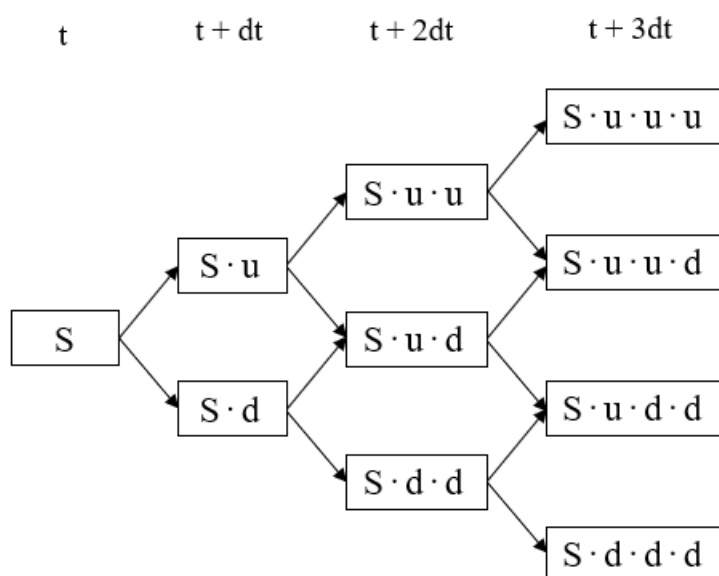 t
t + dt
t + 2dt
t + 3dt
S
S · u
S · d
S · u · u
S · u · d
S · d · d
S · u · u · u
S · u · u · d
S · u · d · d
S · d · d · d